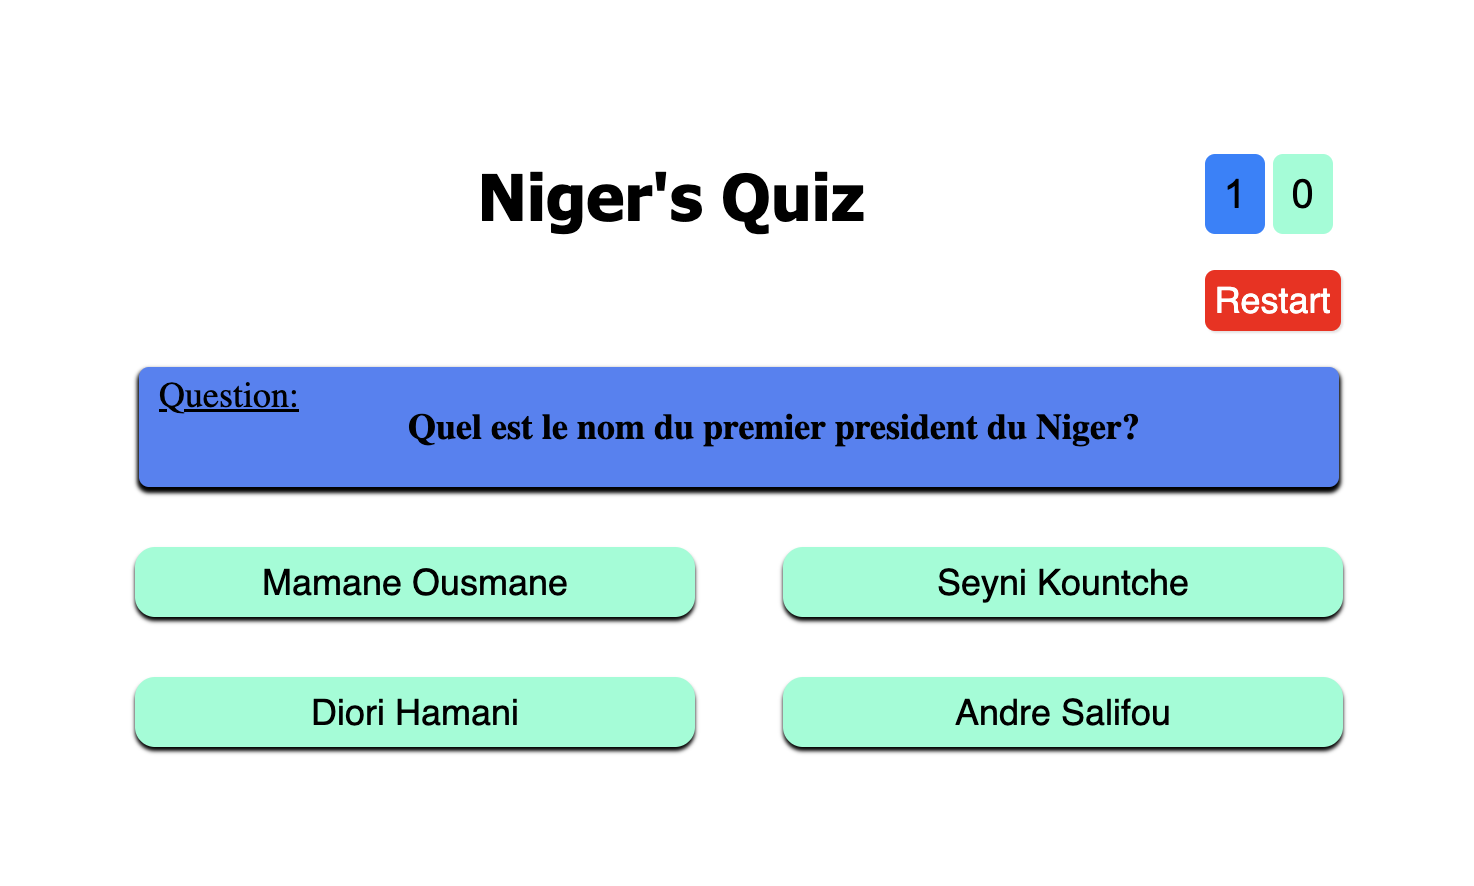 Niger's Quiz
1 0
Restart
Question:
Quel est le nom du premier president du Niger?
Mamane Ousmane
Seyni Kountche
Diori Hamani
Andre Salifou